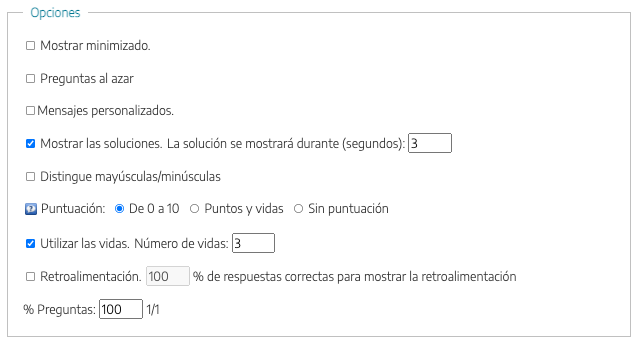 Opciones
Mostrar minimizado.
Preguntas al azar
Mensajes personalizados.
Mostrar las soluciones. La solución se mostrará durante (segundos): 3
Distingue mayúsculas/minúsculas
Puntuación: De 0 a 10 Puntos y vidas Sin puntuación
Utilizar las vidas. Número de vidas: 3
Retroalimentación. 100 % de respuestas correctas para mostrar la retroalimentación
% Preguntas: 100 1/1